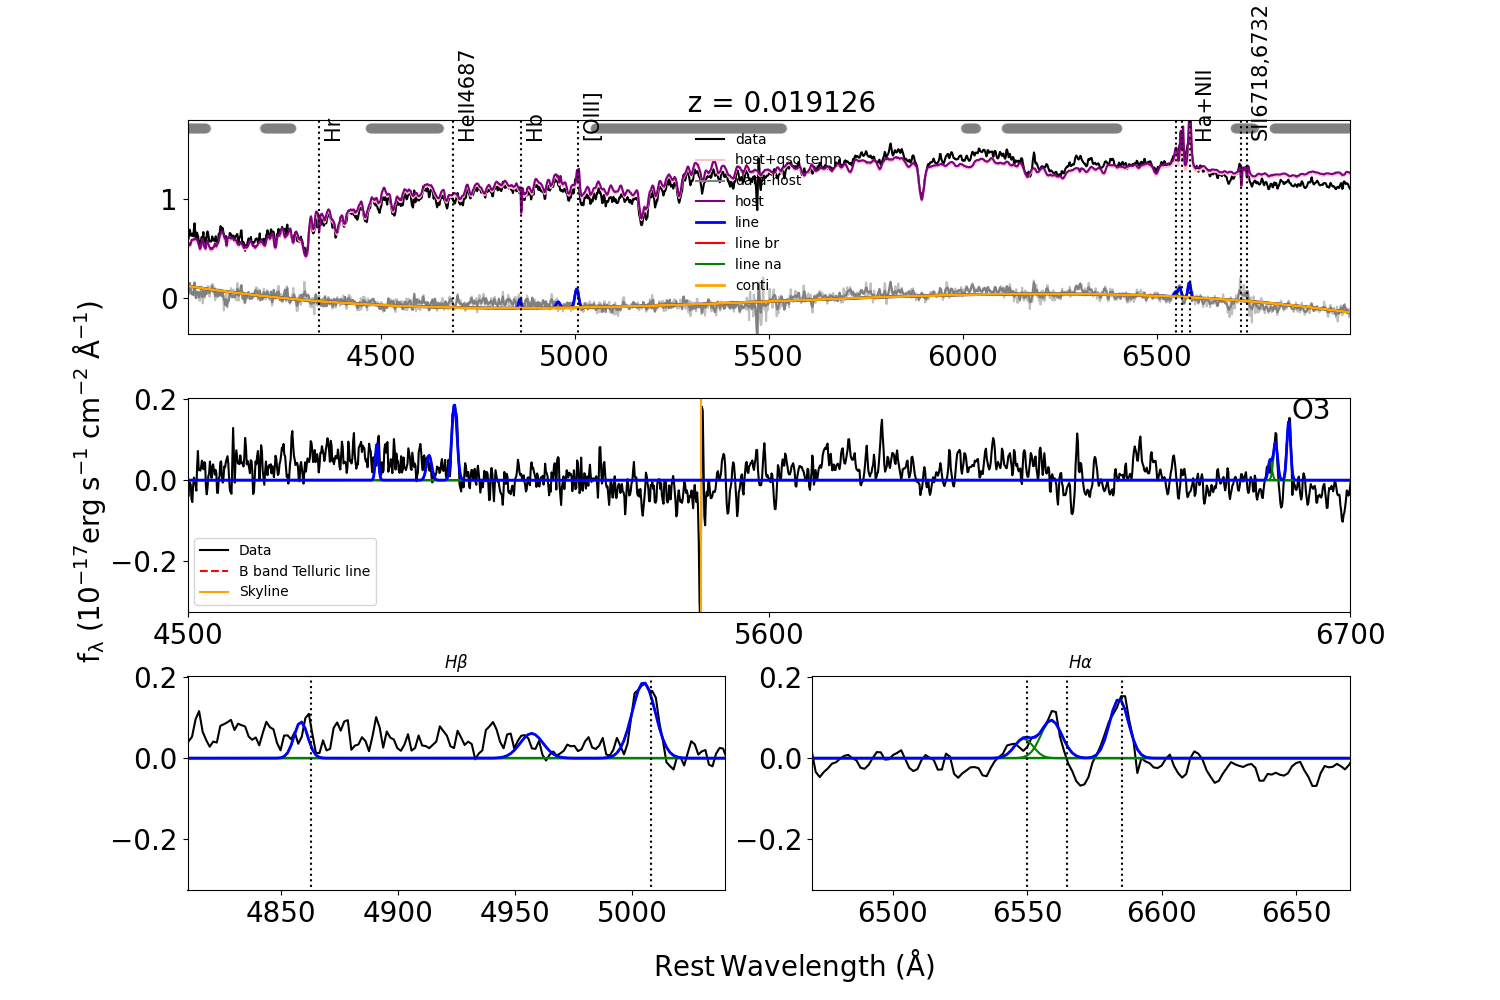 Hr
HeII4687
Hb
[OIII]
Ha+NII
SII6718,6732
z = 0.019126
data
host+qso temp
data-host
host
line
line br
line na
conti
1
0
4500
5000
5500
6000
6500
f_λ (10⁻¹⁷erg s⁻¹ cm⁻² Å⁻¹)
O3
0.2
0.0
−0.2
Data
B band Telluric line
Skyline
4500
5600
6700
Hβ
0.2
0.0
−0.2
4850
4900
4950
5000
Hα
0.2
0.0
−0.2
6500
6550
6600
6650
Rest Wavelength (Å)